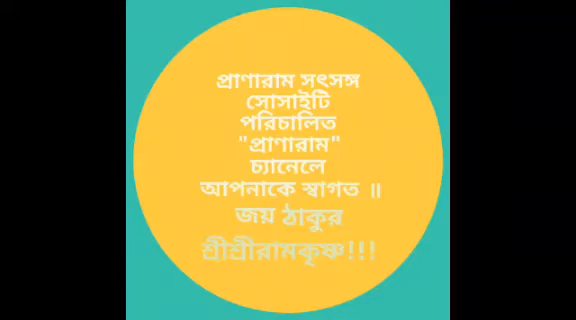 প্রাণারাম সৎসঙ্গ
সোসাইটি
পরিচালিত
"প্রাণারাম"
চ্যানেলে
আপনাকে স্বাগত ॥
জয় ঠাকুর
শ্রীশ্রীরামকৃষ্ণ!!!